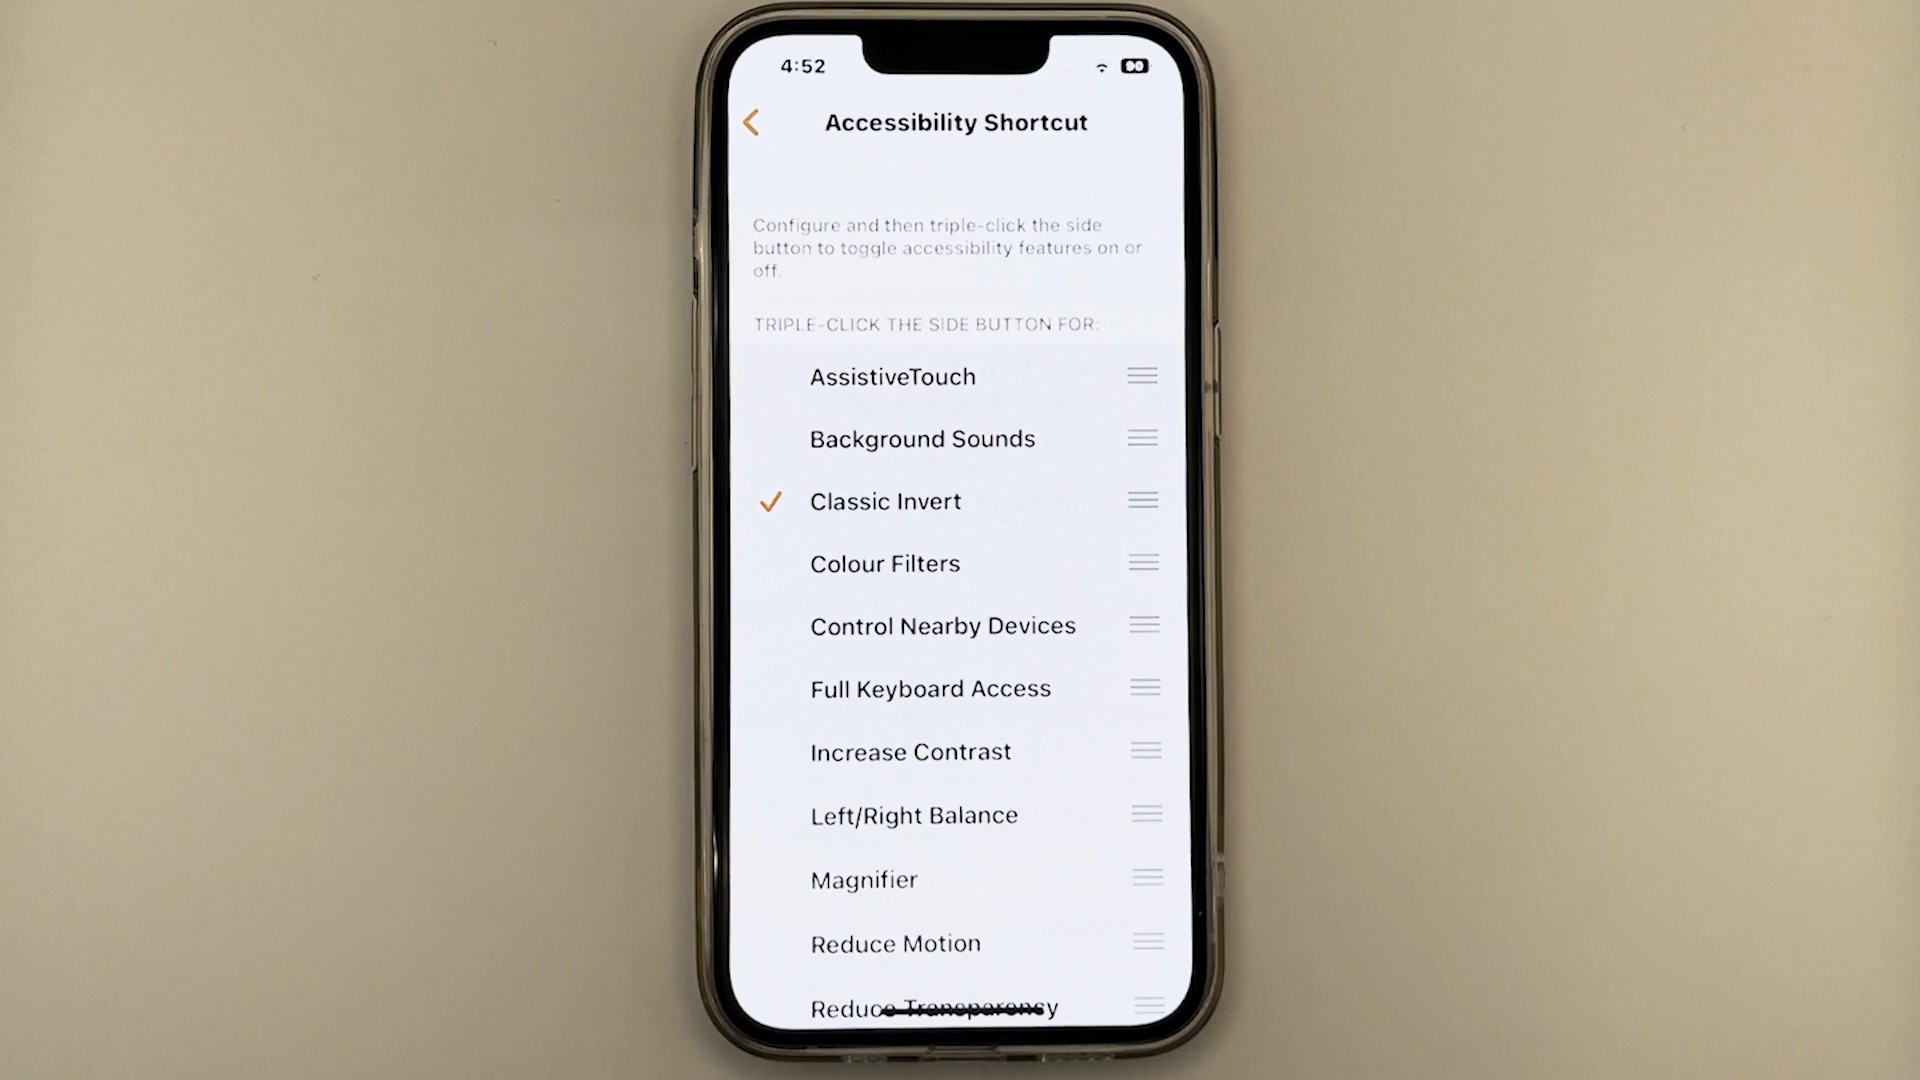 4:52
90
Accessibility Shortcut
Configure and then triple-click the side
button to toggle accessibility features on or
off.
TRIPLE-CLICK THE SIDE BUTTON FOR:
AssistiveTouch
Background Sounds
Classic Invert
Colour Filters
Control Nearby Devices
Full Keyboard Access
Increase Contrast
Left/Right Balance
Magnifier
Reduce Motion
Reduce Transparency